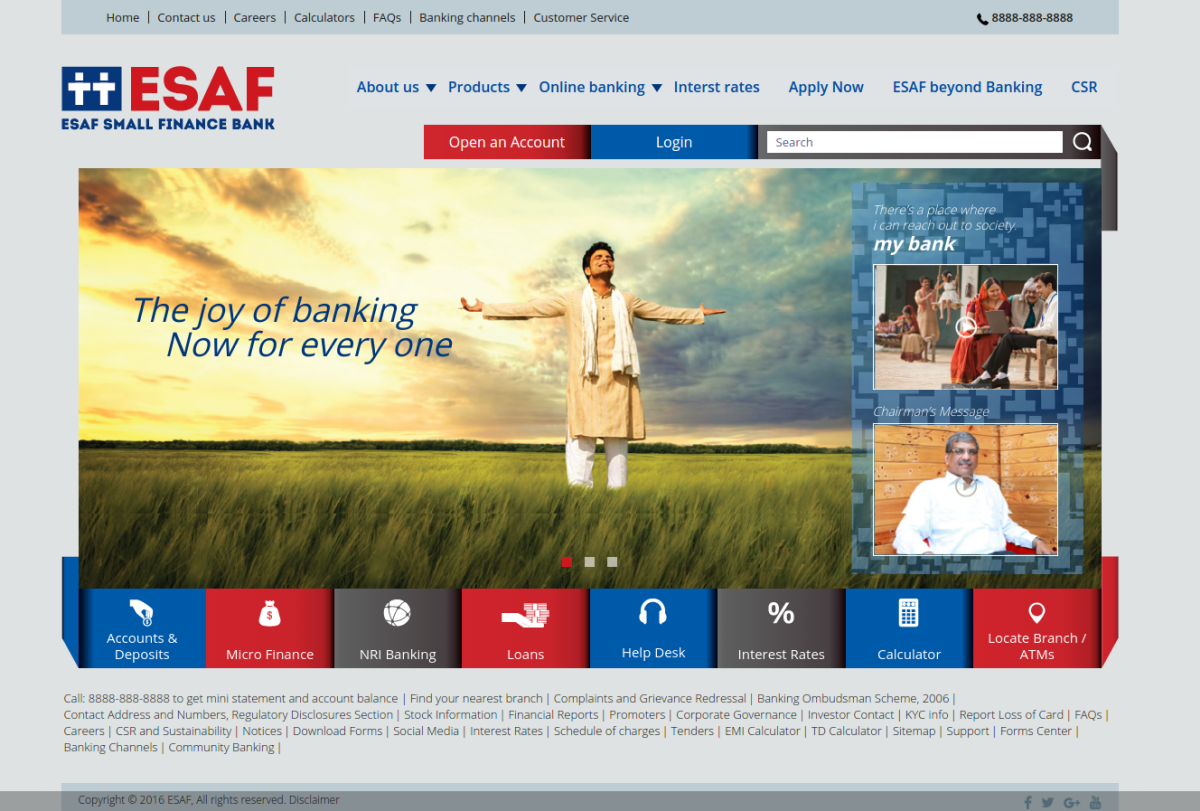 Home | Contact us | Careers | Calculators | FAQs | Banking channels | Customer Service
8888-888-8888
ESAF
ESAF SMALL FINANCE BANK
About us Products Online banking Interst rates Apply Now ESAF beyond Banking CSR
Open an Account Login Search
There's a place where
i can reach out to society.
my bank
The joy of banking
Now for every one
Chairman's Message
Accounts &
Deposits
Micro Finance
NRI Banking
Loans
Help Desk
%
Interest Rates
Calculator
Locate Branch /
ATMs
Call: 8888-888-8888 to get mini statement and account balance | Find your nearest branch | Complaints and Grievance Redressal | Banking Ombudsman Scheme, 2006 |
Contact Address and Numbers, Regulatory Disclosures Section | Stock Information | Financial Reports | Promoters | Corporate Governance | Investor Contact | KYC info | Report Loss of Card | FAQs |
Careers | CSR and Sustainability | Notices | Download Forms | Social Media | Interest Rates | Schedule of charges | Tenders | EMI Calculator | TD Calculator | Sitemap | Support | Forms Center |
Banking Channels | Community Banking |
Copyright © 2016 ESAF, All rights reserved. Disclaimer